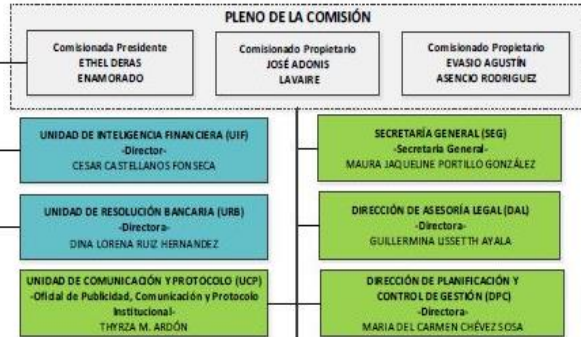 PLENO DE LA COMISIÓN
Comisionada Presidente
ETHEL DERAS
ENAMORADO
Comisionado Propietario
JOSÉ ADONIS
LAVAIRE
Comisionado Propietario
EVASIO AGUSTÍN
ASENCIO RODRIGUEZ
UNIDAD DE INTELIGENCIA FINANCIERA (UIF)
-Director-
CESAR CASTELLANOS FONSECA
SECRETARÍA GENERAL (SEG)
-Secretaria General-
MAURA JAQUELINE PORTILLO GONZÁLEZ
UNIDAD DE RESOLUCIÓN BANCARIA (URB)
-Directora-
DINA LORENA RUIZ HERNANDEZ
DIRECCIÓN DE ASESORÍA LEGAL (DAL)
-Directora-
GUILLERMINA LISSETTH AYALA
UNIDAD DE COMUNICACIÓN Y PROTOCOLO (UCP)
-Oficial de Publicidad, Comunicación y Protocolo
Institucional-
THYRZA M. ARDÓN
DIRECCIÓN DE PLANIFICACIÓN Y
CONTROL DE GESTIÓN (DPC)
-Directora-
MARIA DEL CARMEN CHÉVEZ SOSA